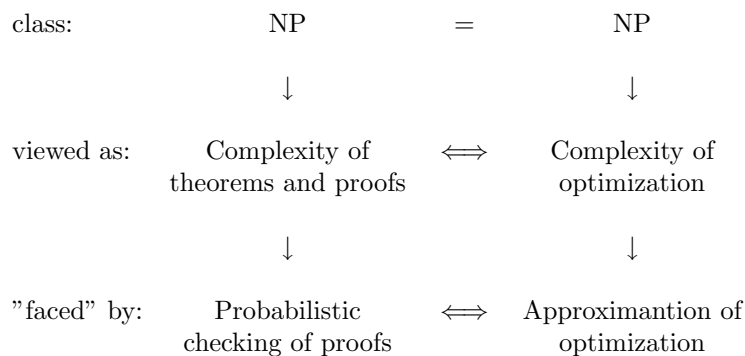 class: NP = NP
↓ ↓
viewed as: Complexity of ⟺ Complexity of
theorems and proofs optimization
↓ ↓
"faced" by: Probabilistic ⟺ Approximantion of
checking of proofs optimization